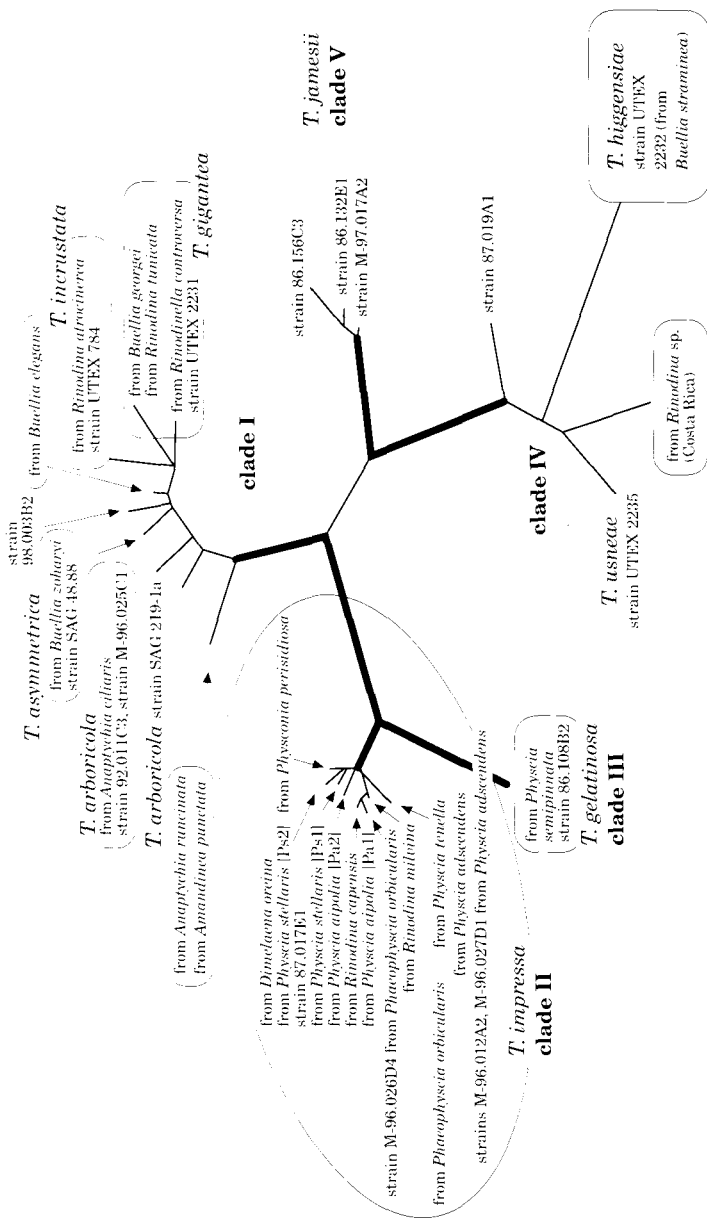 T. asymmetrica
from Buellia zoharyi
strain SAG 48.88
strain
98.003B2
from Buellia elegans
T. incrustata
from Rinodina atrocinerea
strain UTEX 784
from Buellia georgei
from Rinodina tunicata
from Rinodinella controversa
strain UTEX 2231
T. gigantea
T. arboricola
from Anaptychia ciliaris
strain 92.011C3, strain M-96.025C1
T. arboricola strain SAG 219-1a
from Anaptychia runcinata
from Amandinea punctata
clade I
strain 86.156C3
strain 86.132E1
strain M-97.017A2
T. jamesii
clade V
from Dimelaena oreina
from Physcia stellaris [Ps2]
strain 87.017E1
from Physcia stellaris [Ps1]
from Physcia aipolia [Pa2]
from Rinodina capensis
from Physcia aipolia [Pa1]
from Physconia perisidiosa
strain M-96.026D4 from Phaeophyscia orbicularis
from Rinodina milvina
from Phaeophyscia orbicularis
from Physcia tenella
from Physcia adscendens
strains M-96.012A2, M-96.027D1 from Physcia adscendens
T. impressa
clade II
from Physcia
semipinnata
strain 86.108B2
T. gelatinosa
clade III
strain 87.019A1
clade IV
T. usneae
strain UTEX 2235
from Rinodina sp.
(Costa Rica)
T. higgensiae
strain UTEX
2232 (from
Buellia straminea)